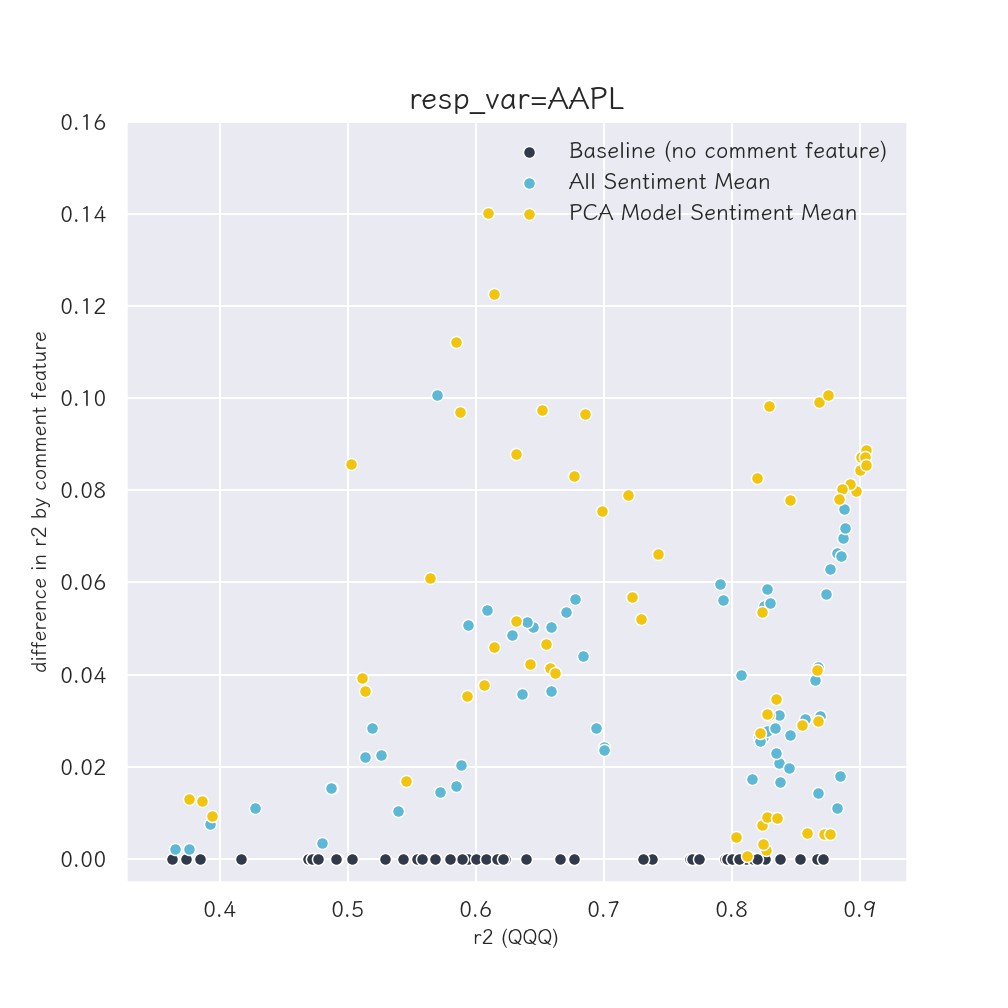 resp_var=AAPL
0.16
0.14
0.12
0.10
0.08
0.06
0.04
0.02
0.00
difference in r2 by comment feature
Baseline (no comment feature)
All Sentiment Mean
PCA Model Sentiment Mean
0.4 0.5 0.6 0.7 0.8 0.9
r2 (QQQ)